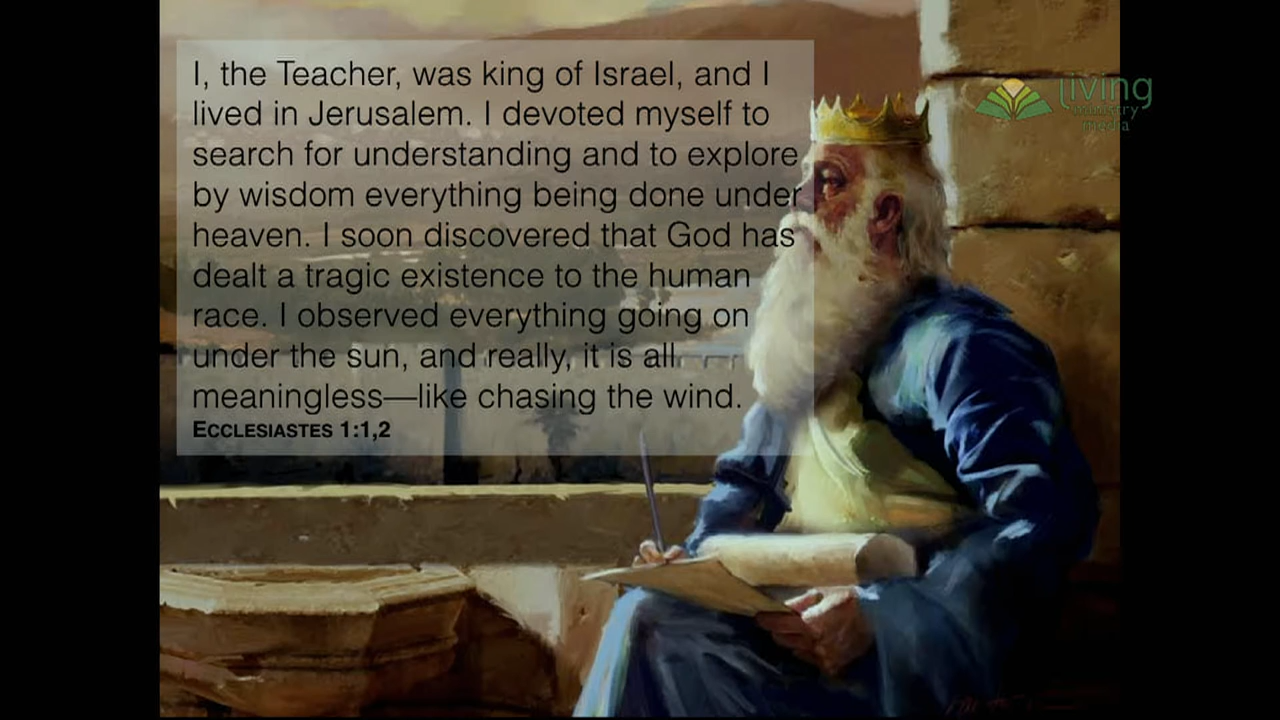 I, the Teacher, was king of Israel, and I
lived in Jerusalem. I devoted myself to
search for understanding and to explore
by wisdom everything being done under
heaven. I soon discovered that God has
dealt a tragic existence to the human
race. I observed everything going on
under the sun, and really, it is all
meaningless—like chasing the wind.
ECCLESIASTES 1:1,2
living
ministry
media